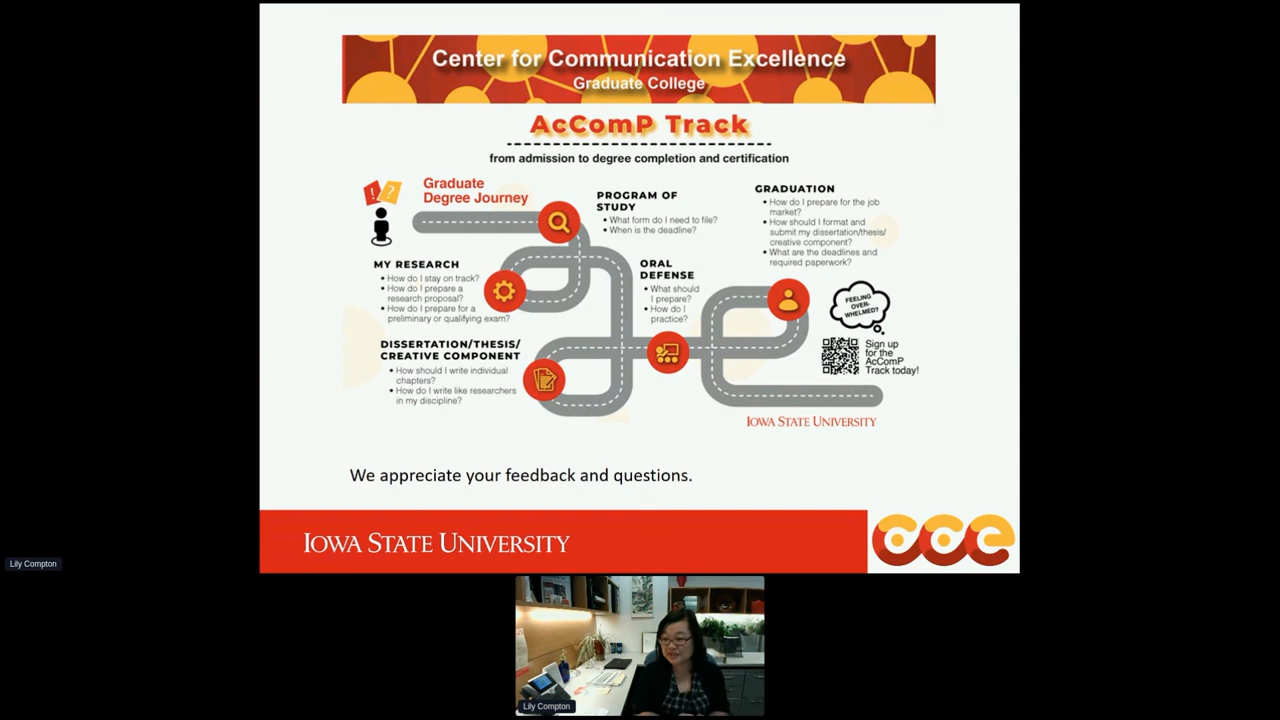 Center for Communication Excellence
Graduate College
AcComP Track
from admission to degree completion and certification
! ?
Graduate
Degree Journey
PROGRAM OF
STUDY
• What form do I need to file?
• When is the deadline?
GRADUATION
• How do I prepare for the job
market?
• How should I format and
submit my dissertation/thesis/
creative component?
• What are the deadlines and
required paperwork?
MY RESEARCH
• How do I stay on track?
• How do I prepare a
research proposal?
• How do I prepare for a
preliminary or qualifying exam?
ORAL
DEFENSE
• What should
I prepare?
• How do I
practice?
FEELING
OVER-
WHELMED?
DISSERTATION/THESIS/
CREATIVE COMPONENT
• How should I write individual
chapters?
• How do I write like researchers
in my discipline?
Sign up
for the
AcComP
Track today!
IOWA STATE UNIVERSITY
We appreciate your feedback and questions.
IOWA STATE UNIVERSITY
cce
Lily Compton
Lily Compton